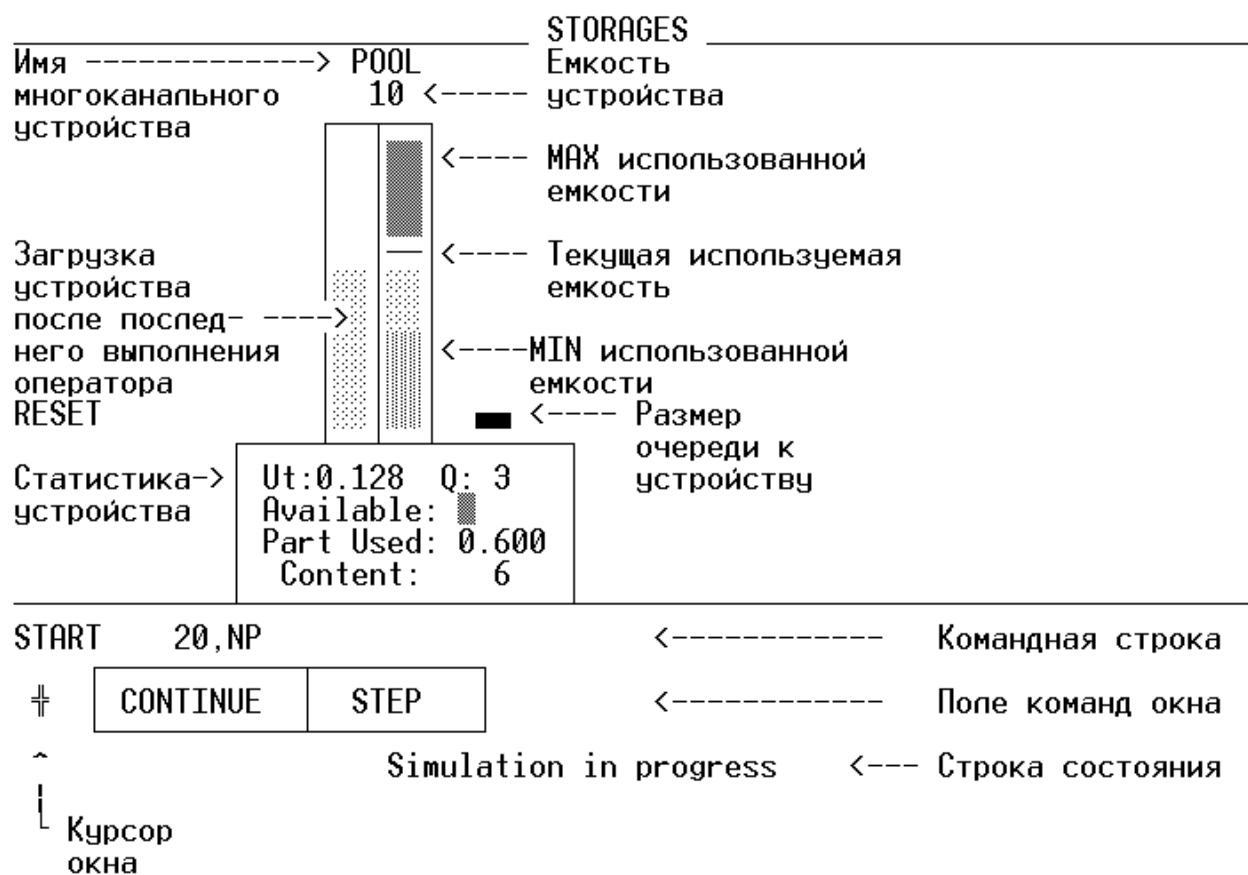 STORAGES
Имя -------------> POOL Емкость
многоканального 10 <----- устройства
устройства
<---- MAX использованной
емкости
Загрузка <---- Текущая используемая
устройства емкость
после послед- ---->
него выполнения <----MIN использованной
оператора емкости
RESET <---- Размер
очереди к
Статистика-> Ut:0.128 Q: 3 устройству
устройства Available:
Part Used: 0.600
Content: 6
START 20,NP <------------ Командная строка
╬ CONTINUE STEP <------------ Поле команд окна
Simulation in progress <--- Строка состояния
Курсор
окна